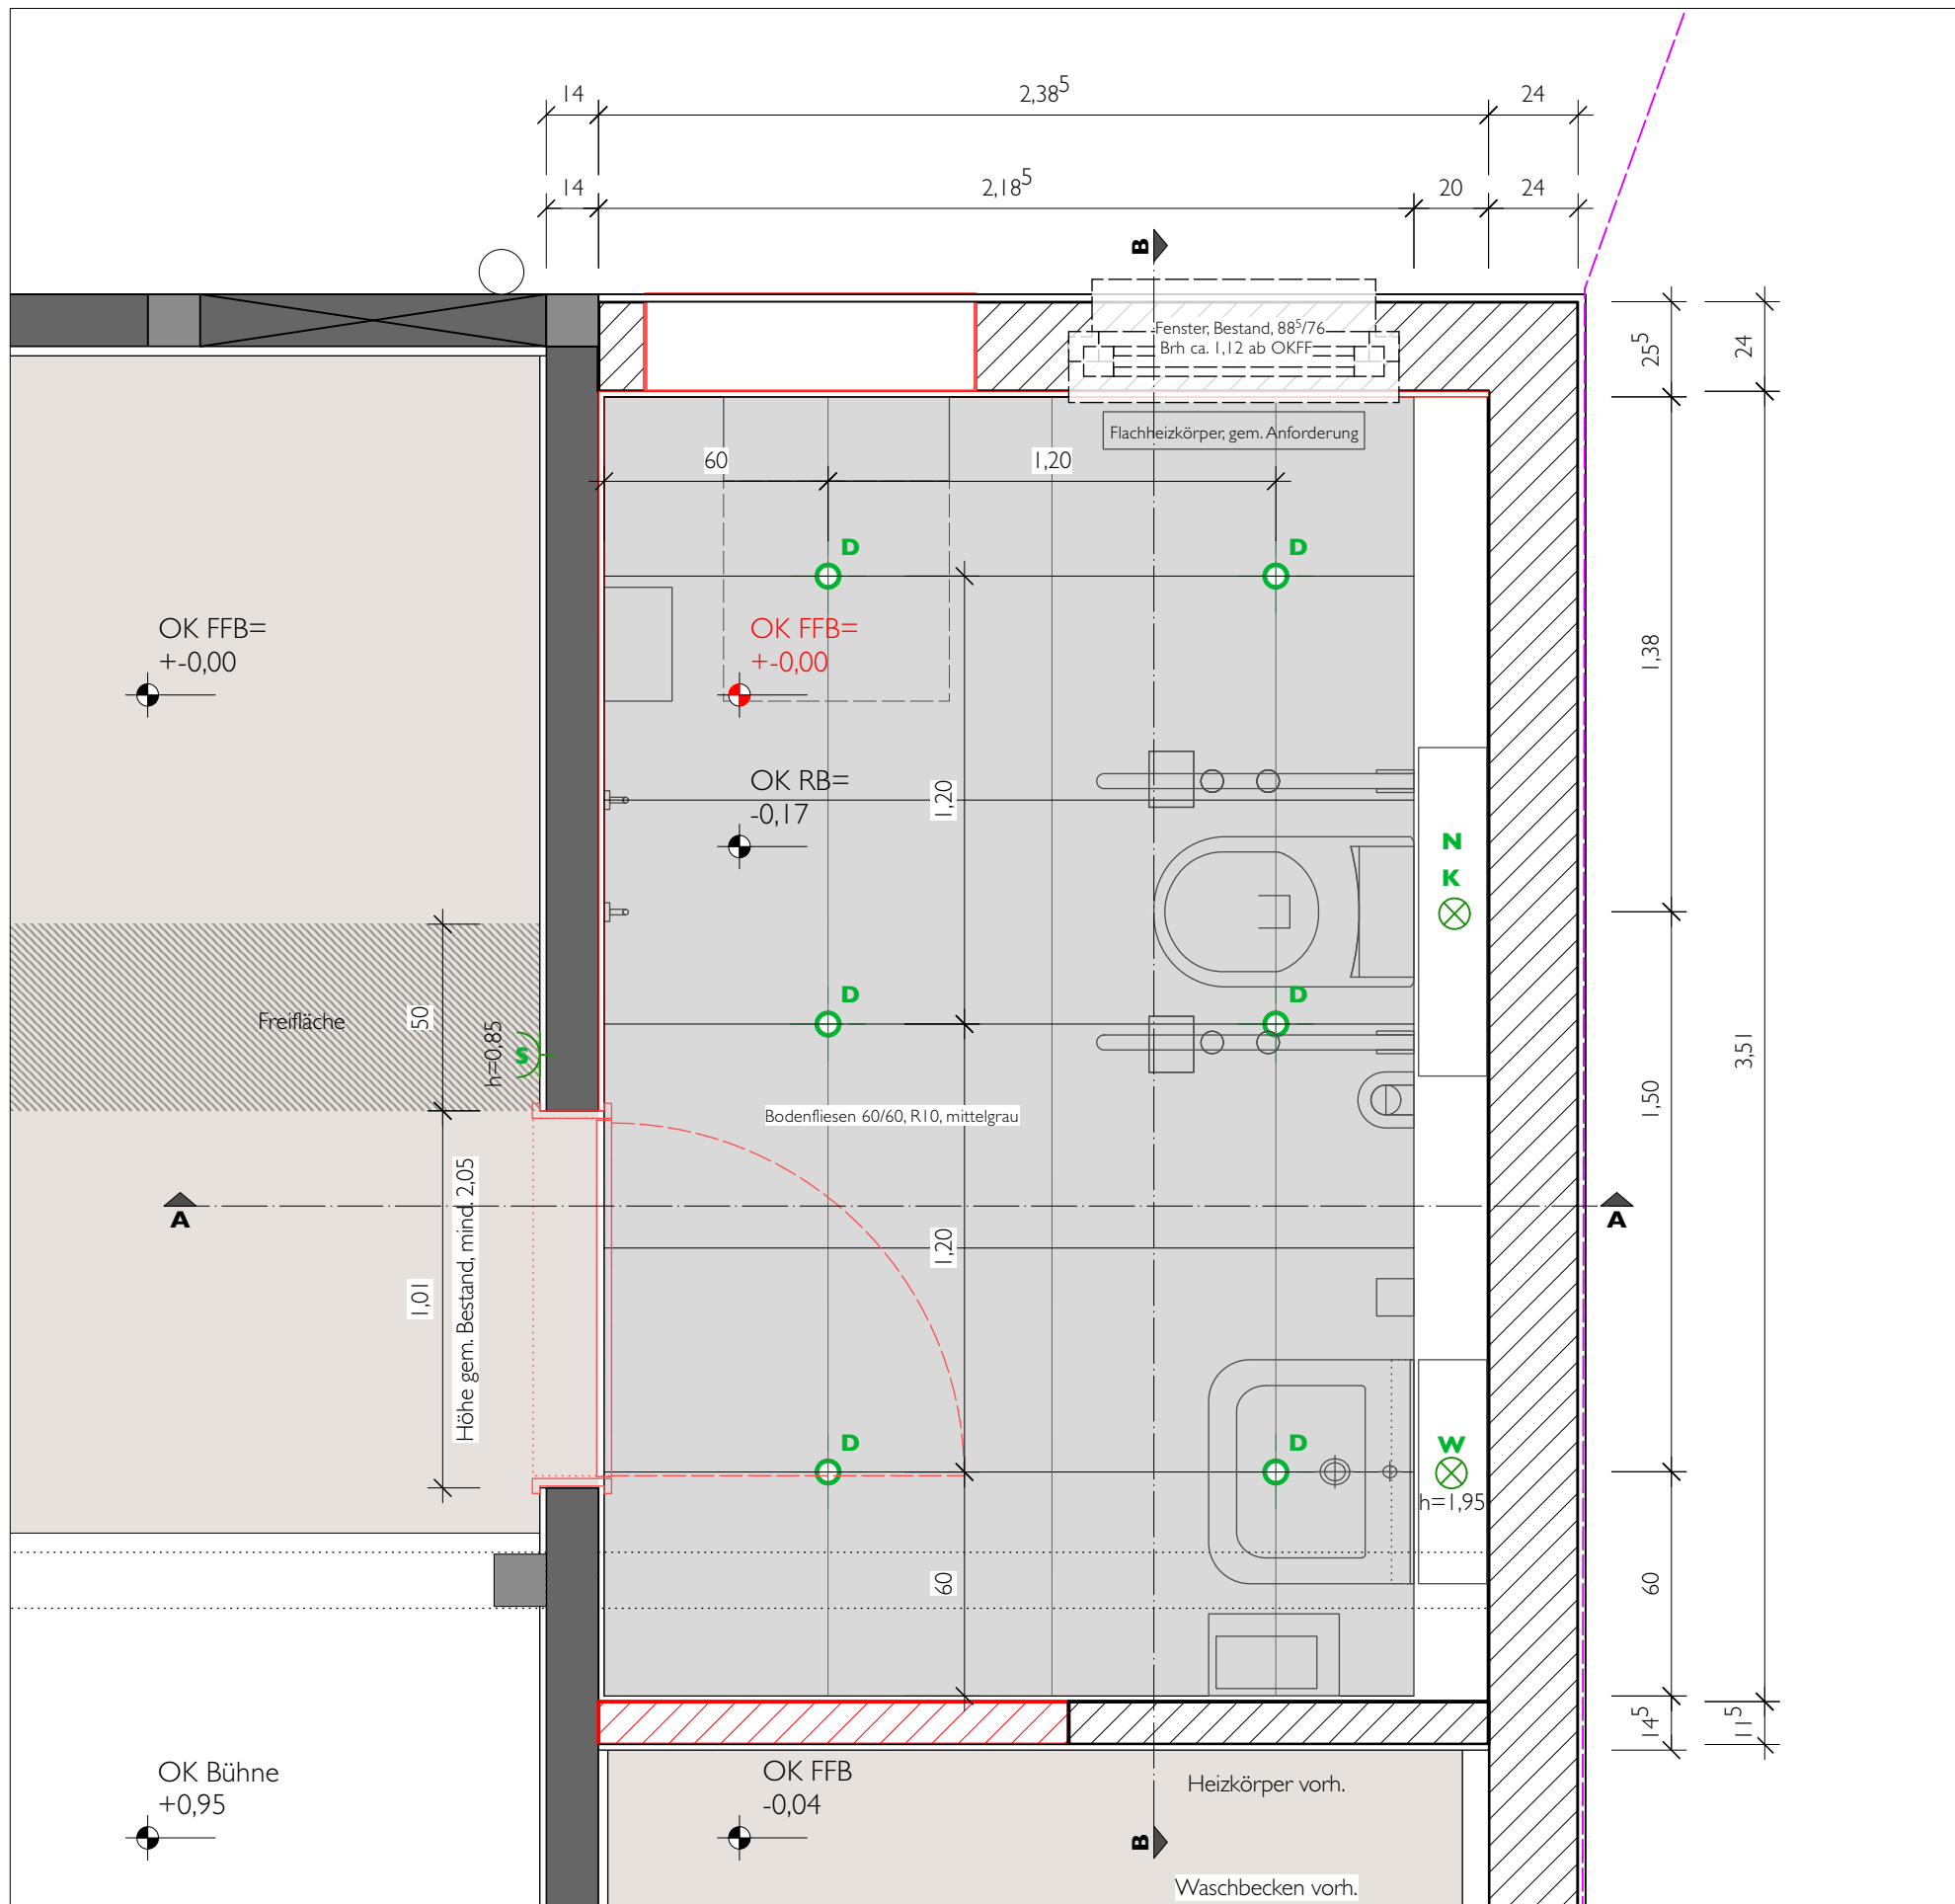 14
2,38⁵
24
14
2,18⁵
20
24
B
Fenster, Bestand, 88⁵/76
Brh ca. 1,12 ab OKFF
25⁵
24
Flachheizkörper, gem. Anforderung
60
1,20
D
D
OK FFB=
+-0,00
OK FFB=
+-0,00
1,38
OK RB=
-0,17
1,20
N
K
D
D
Freifläche
50
h=0,85
S
3,51
1,50
Bodenfliesen 60/60, R10, mittelgrau
A
A
Höhe gem. Bestand, mind. 2,05
1,01
1,20
D
D
W
h=1,95
60
60
14⁵
11⁵
OK Bühne
+0,95
OK FFB
-0,04
Heizkörper vorh.
B
Waschbecken vorh.